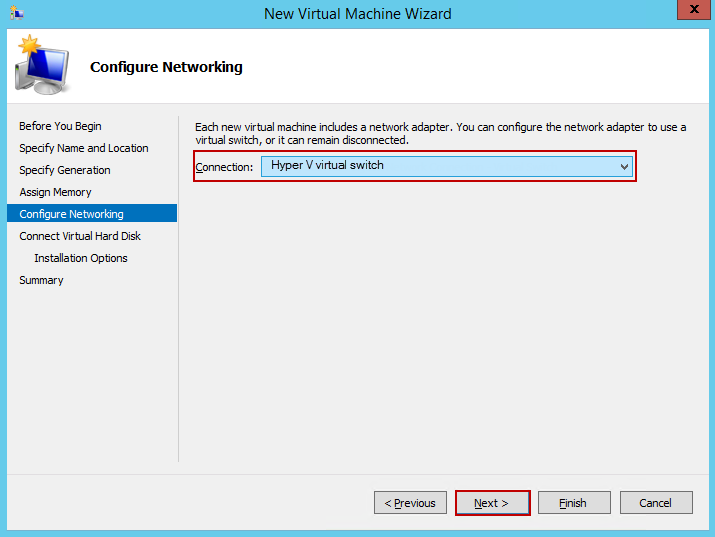 New Virtual Machine Wizard
x
Configure Networking
Before You Begin
Specify Name and Location
Specify Generation
Assign Memory
Configure Networking
Connect Virtual Hard Disk
Installation Options
Summary
Each new virtual machine includes a network adapter. You can configure the network adapter to use a
virtual switch, or it can remain disconnected.
Connection: Hyper V virtual switch
< Previous
Next >
Finish
Cancel